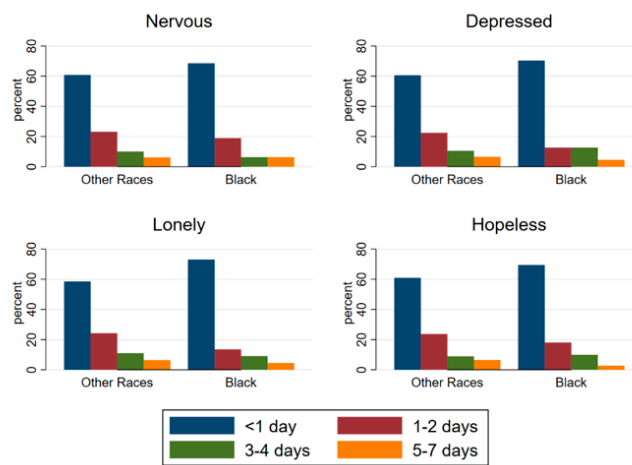 Nervous
percent
0 20 40 60 80
Other Races Black
Depressed
percent
0 20 40 60 80
Other Races Black
Lonely
percent
0 20 40 60 80
Other Races Black
Hopeless
percent
0 20 40 60 80
Other Races Black
<1 day 1-2 days
3-4 days 5-7 days